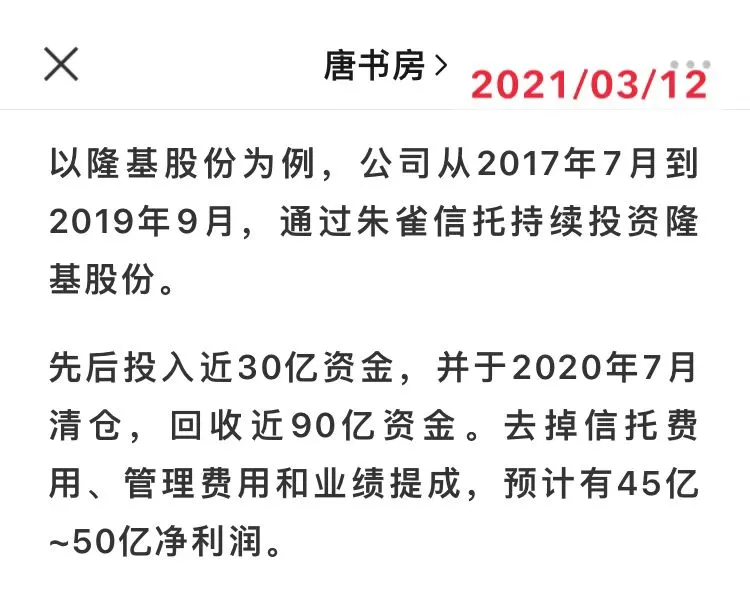 唐书房
2021/03/12
以隆基股份为例，公司从2017年7月到
2019年9月，通过朱雀信托持续投资隆
基股份。
先后投入近30亿资金，并于2020年7月
清仓，回收近90亿资金。去掉信托费
用、管理费用和业绩提成，预计有45亿
~50亿净利润。